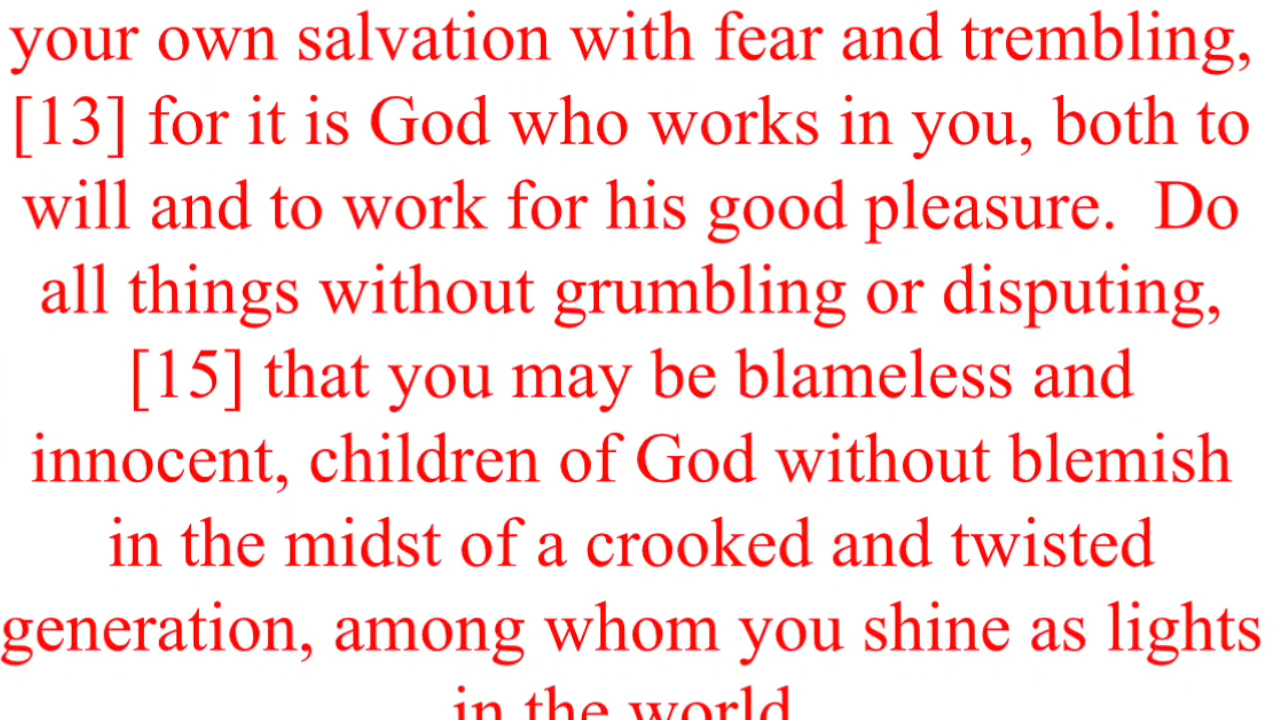 your own salvation with fear and trembling,
[13] for it is God who works in you, both to
will and to work for his good pleasure.  Do
all things without grumbling or disputing,
[15] that you may be blameless and
innocent, children of God without blemish
in the midst of a crooked and twisted
generation, among whom you shine as lights
in the world